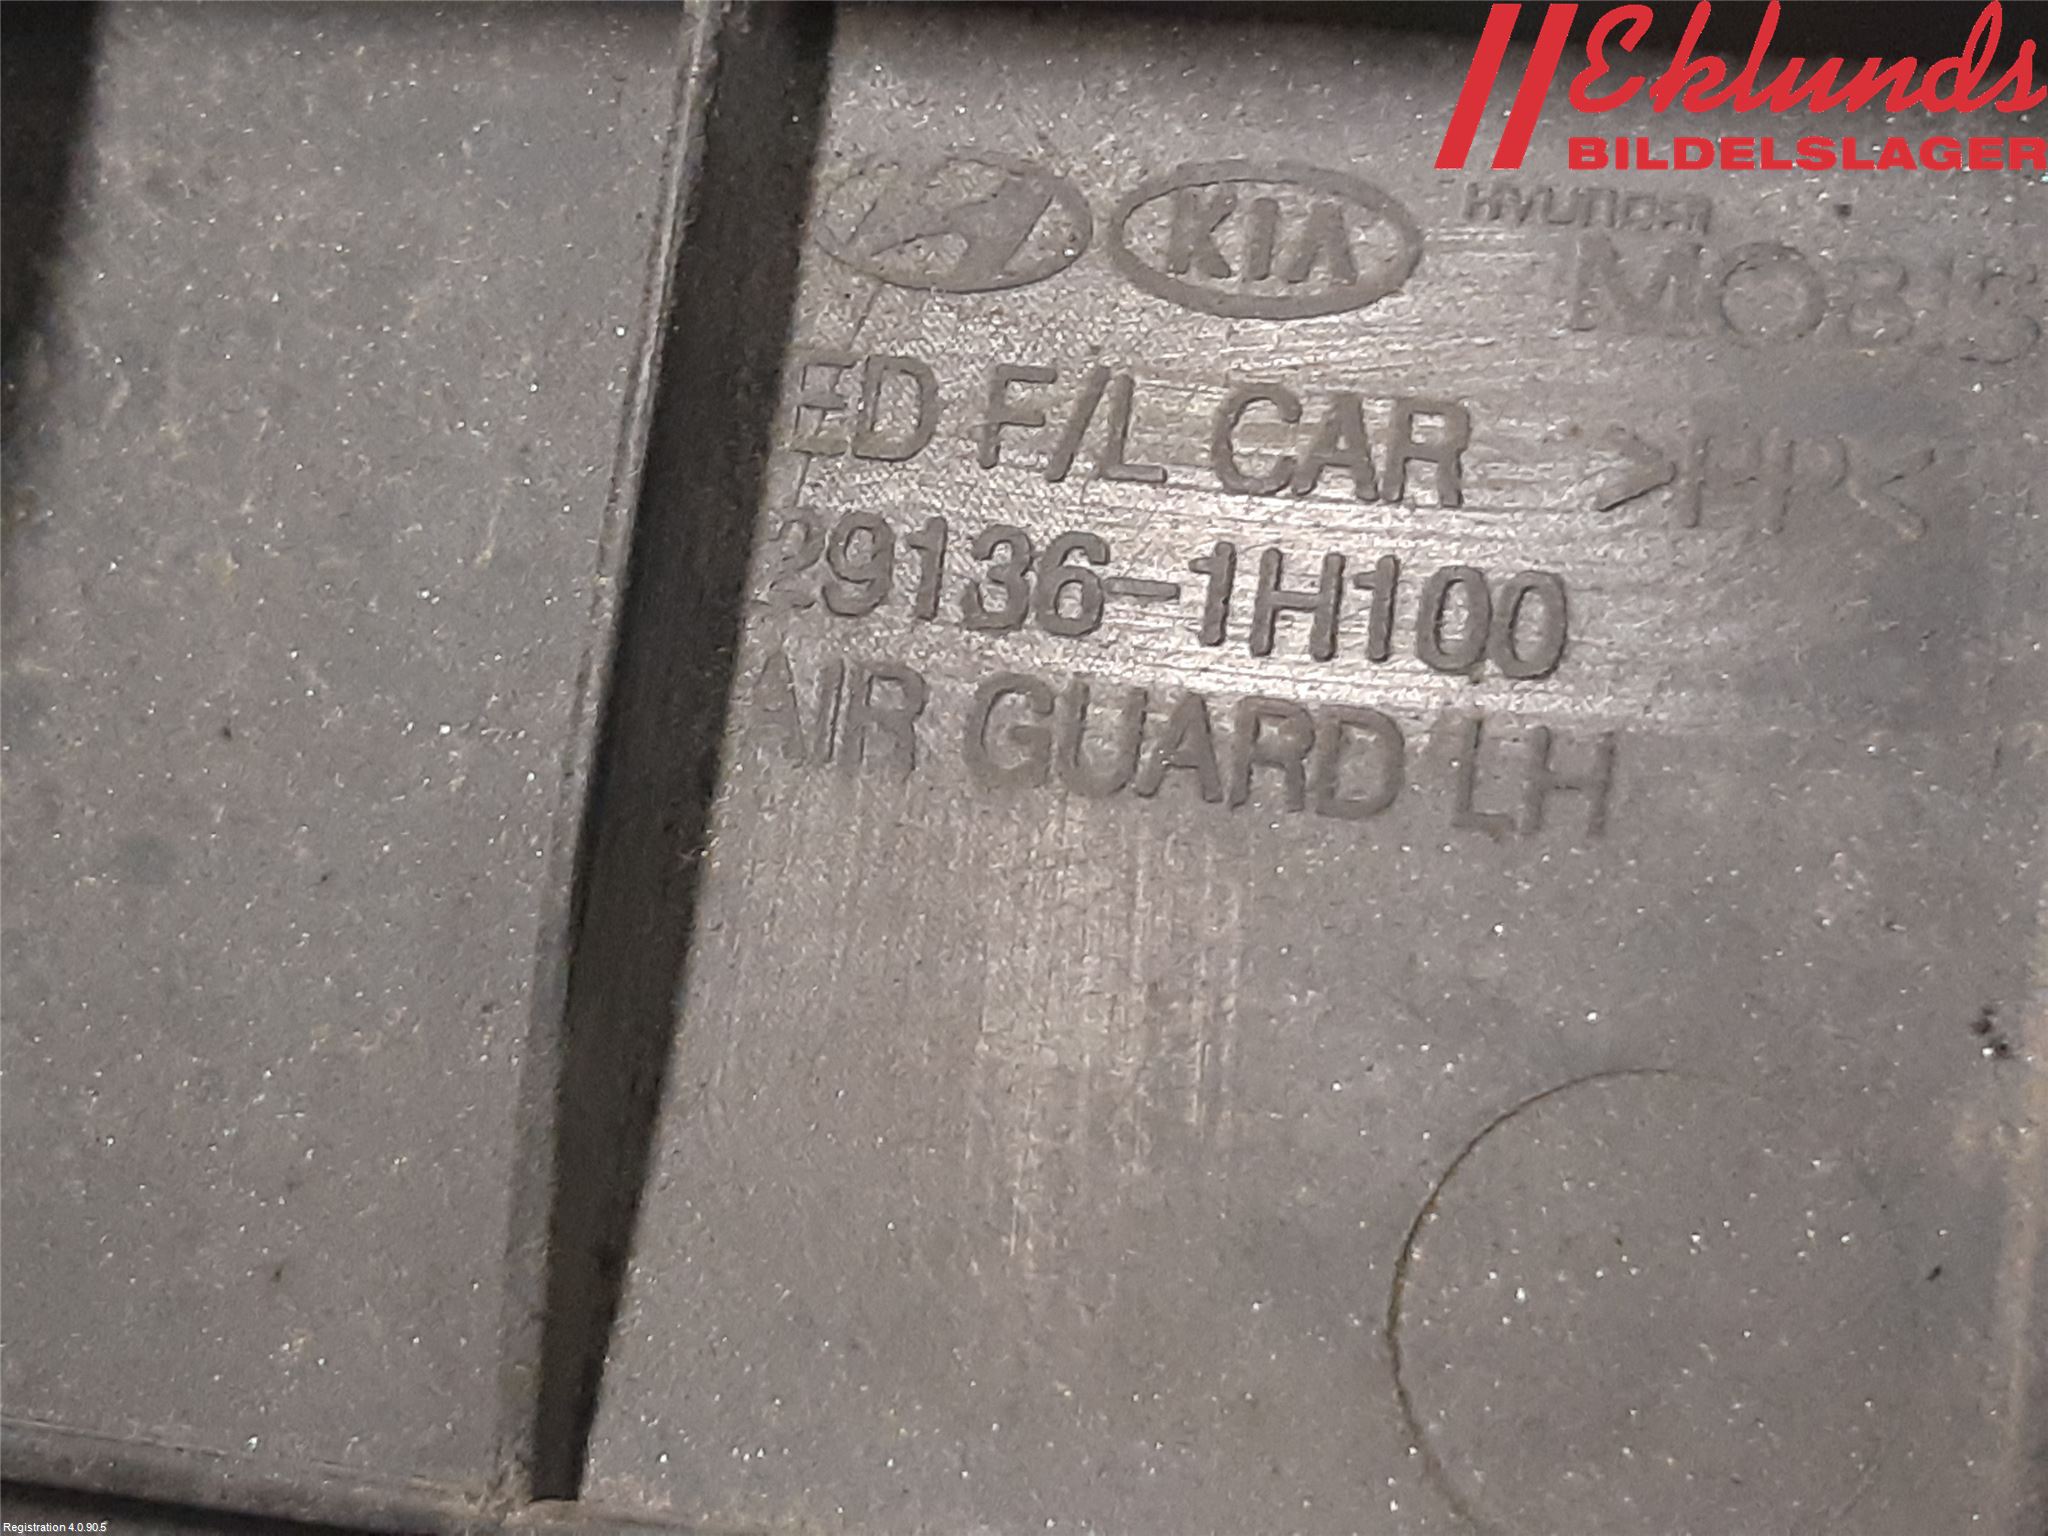 Eklunds
BILDELSLAGER
KIA HYUNDAI
MOBIS
ED F/L CAR >PP<
29136-1H100
AIR GUARD LH
Registration 4.0.90.5